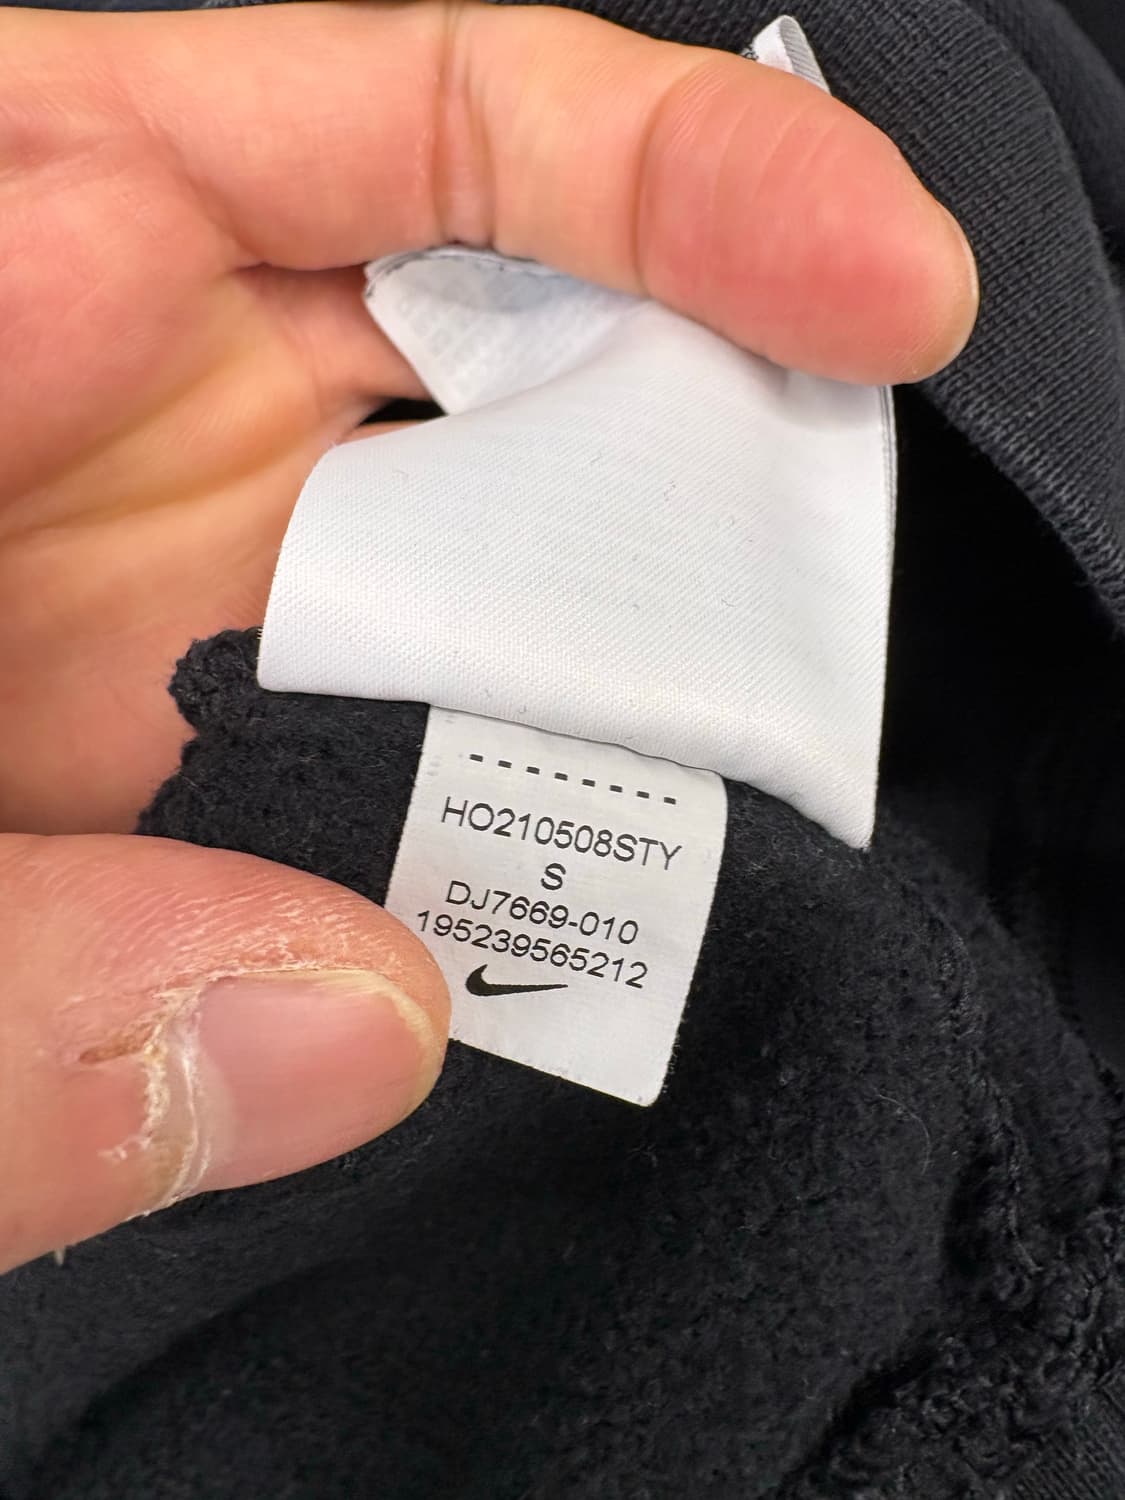 --------
HO210508STY
S
DJ7669-010
195239565212